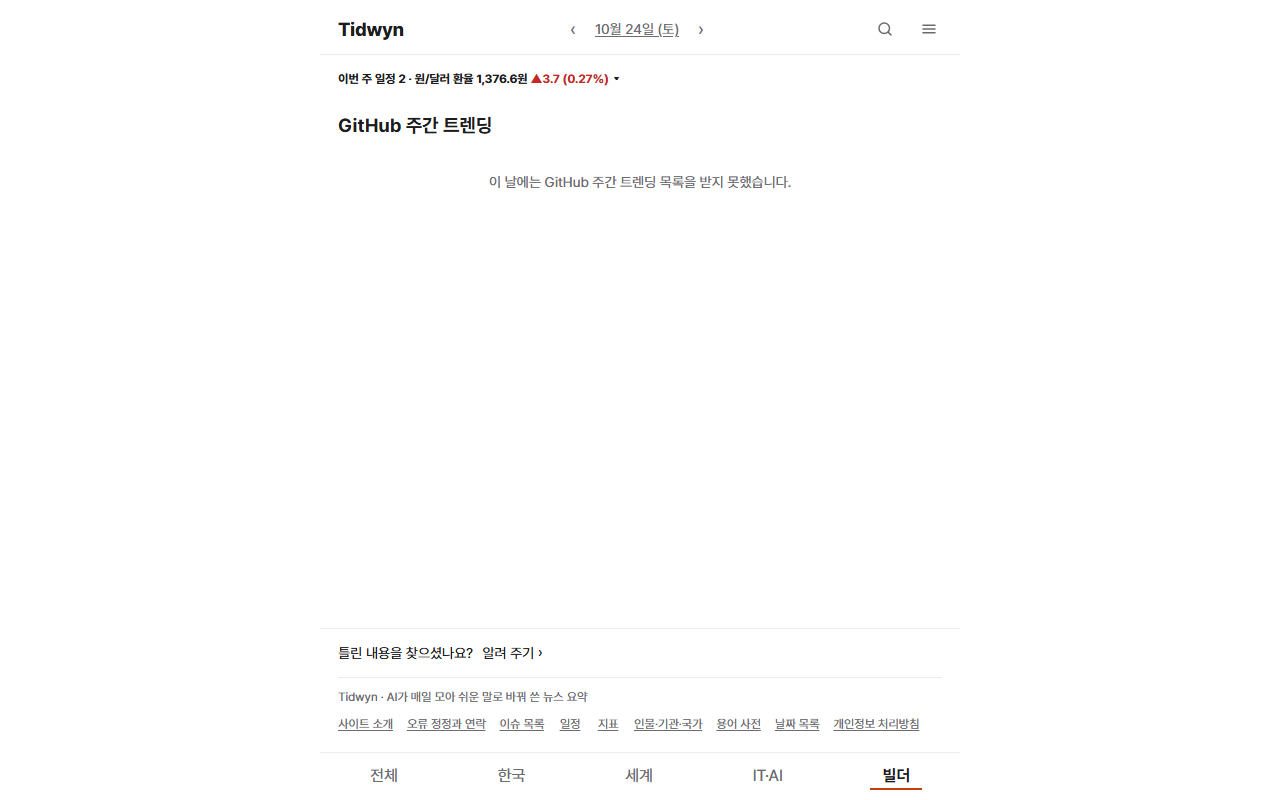 Tidwyn
‹ 10월 24일 (토) ›
이번 주 일정 2 · 원/달러 환율 1,376.6원 ▲3.7 (0.27%) ▾
GitHub 주간 트렌딩
이 날에는 GitHub 주간 트렌딩 목록을 받지 못했습니다.
틀린 내용을 찾으셨나요? 알려 주기 ›
Tidwyn · AI가 매일 모아 쉬운 말로 바꿔 쓴 뉴스 요약
사이트 소개 오류 정정과 연락 이슈 목록 일정 지표 인물·기관·국가 용어 사전 날짜 목록 개인정보 처리방침
전체 한국 세계 IT·AI 빌더